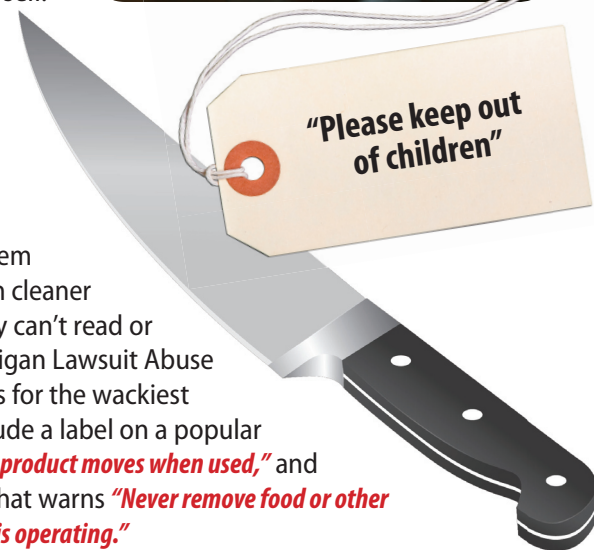 “Please keep out
of children”
em
cleaner
y can’t read or
igan Lawsuit Abuse
s for the wackiest
ude a label on a popular
product moves when used,” and
hat warns “Never remove food or other
is operating.”